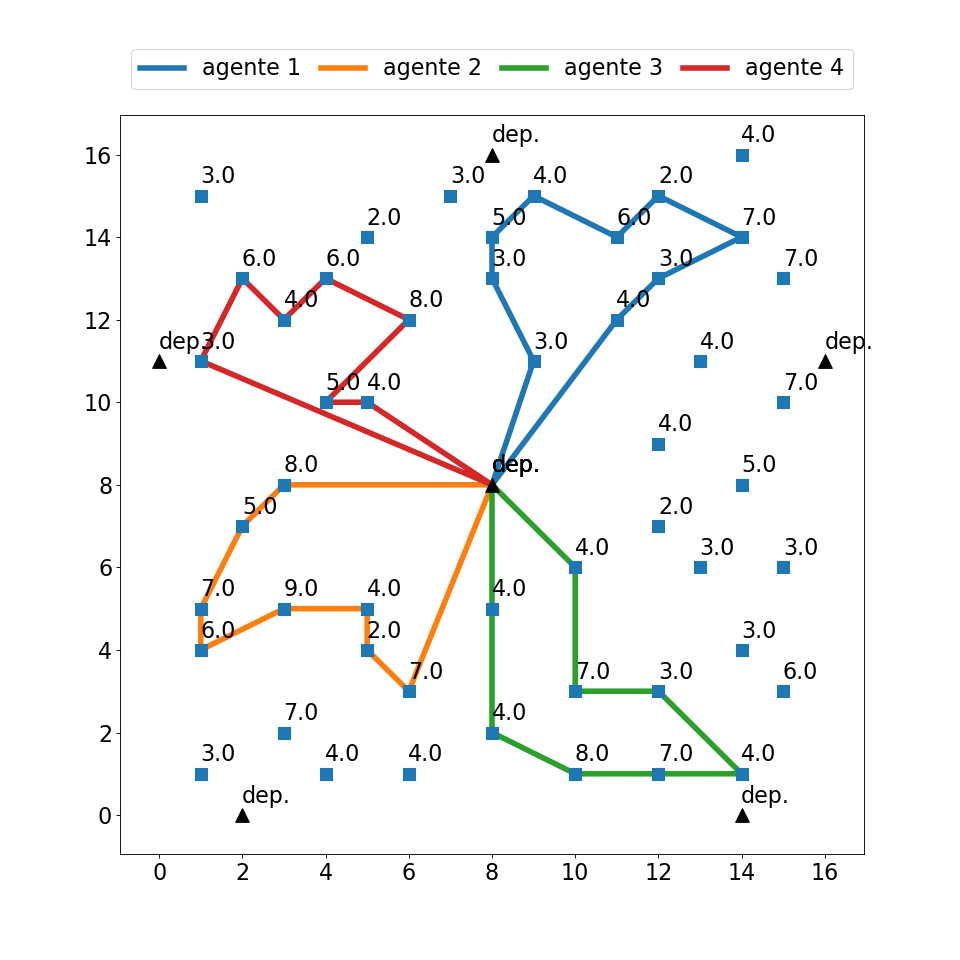 agente 1 agente 2 agente 3 agente 4
dep. 4.0
16
3.0 3.0 4.0 2.0
2.0 5.0 6.0 7.0
14
6.0 6.0 3.0 3.0 7.0
4.0 8.0 4.0
12
dep. 3.0 3.0 4.0 dep.
5.0 4.0 7.0
10
4.0
8.0 dep. 5.0
8
5.0 2.0
4.0 3.0 3.0
6
7.0 9.0 4.0 4.0
6.0 2.0 3.0
4
7.0 7.0 3.0 6.0
7.0 4.0
2
3.0 4.0 4.0 8.0 7.0 4.0
dep. dep.
0
0 2 4 6 8 10 12 14 16